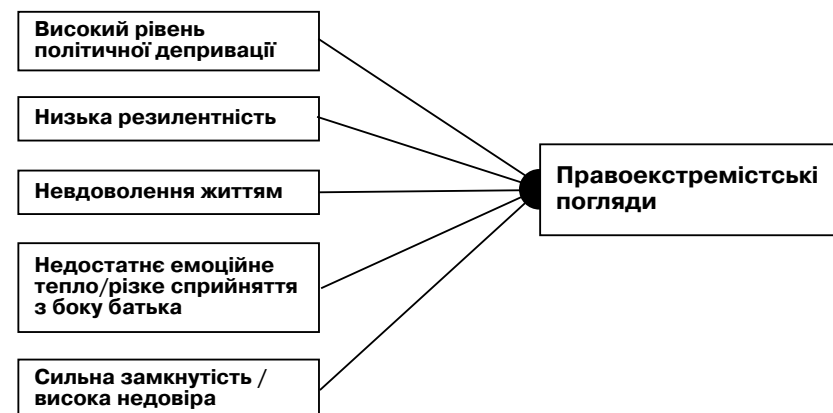 Високий рівень
політичної депривації
Низька резилентність
Невдоволення життям
Недостатнє емоційне
тепло/різке сприйняття
з боку батька
Сильна замкнутість /
висока недовіра
Правоекстремістські
погляди